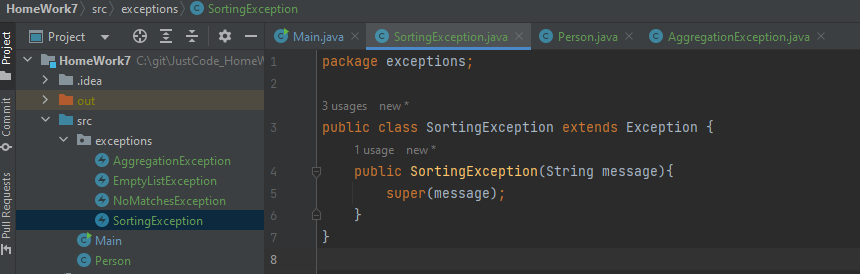 HomeWork7 src exceptions SortingException
Project
Main.java SortingException.java Person.java AggregationException.java
Project
Commit
Pull Requests
HomeWork7 C:\git\JustCode_HomeW
.idea
out
src
exceptions
AggregationException
EmptyListException
NoMatchesException
SortingException
Main
Person
1 package exceptions;
2
3 usages new *
3 public class SortingException extends Exception {
1 usage new *
4 public SortingException(String message){
5 super(message);
6 }
7 }
8